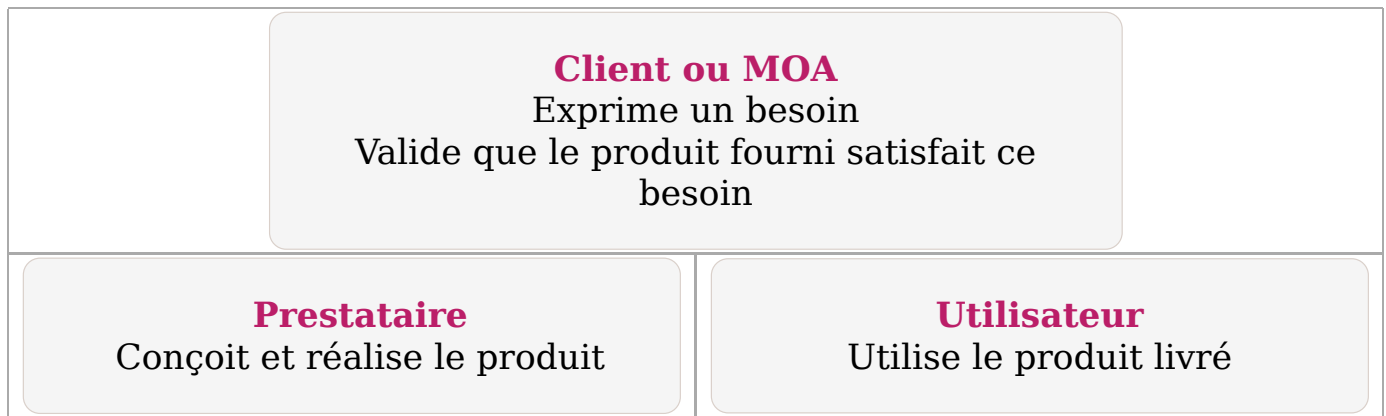 Client ou MOA
Exprime un besoin
Valide que le produit fourni satisfait ce
besoin
Prestataire
Conçoit et réalise le produit
Utilisateur
Utilise le produit livré